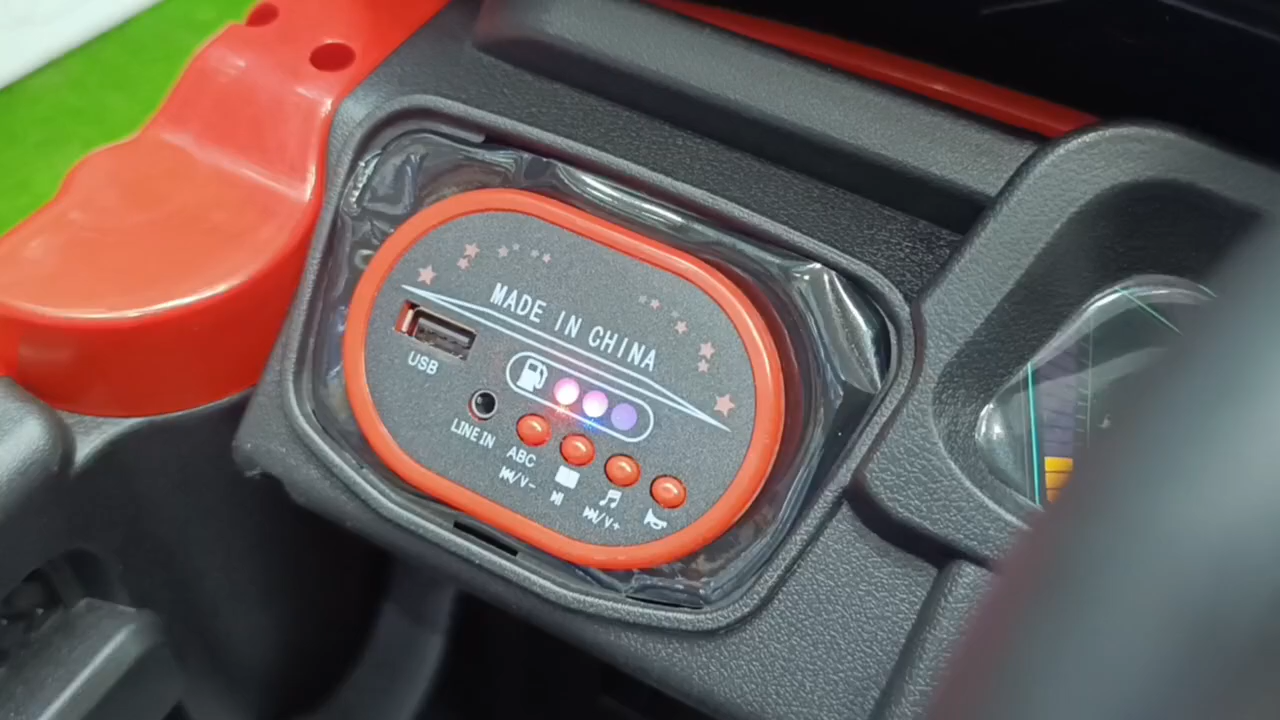 MADE IN CHINA
USB
LINE IN
ABC
V-
V+